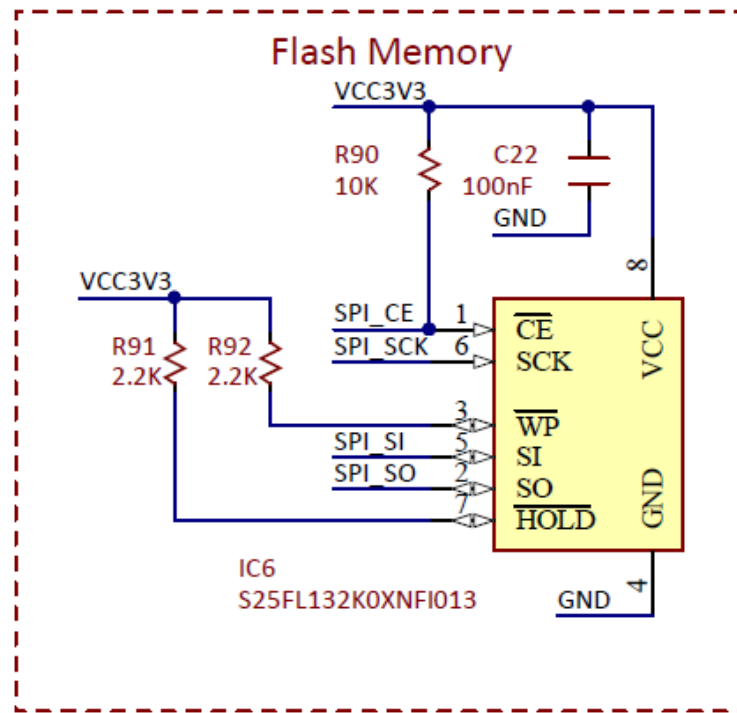 Flash Memory
VCC3V3
R90
10K
C22
100nF
GND
8
VCC3V3
SPI_CE
1
CE
VCC
R91
2.2K
R92
2.2K
SPI_SCK
6
SCK
3
WP
SPI_SI
5
SI
SPI_SO
2
SO
GND
7
HOLD
IC6
S25FL132K0XNFI013
GND
4